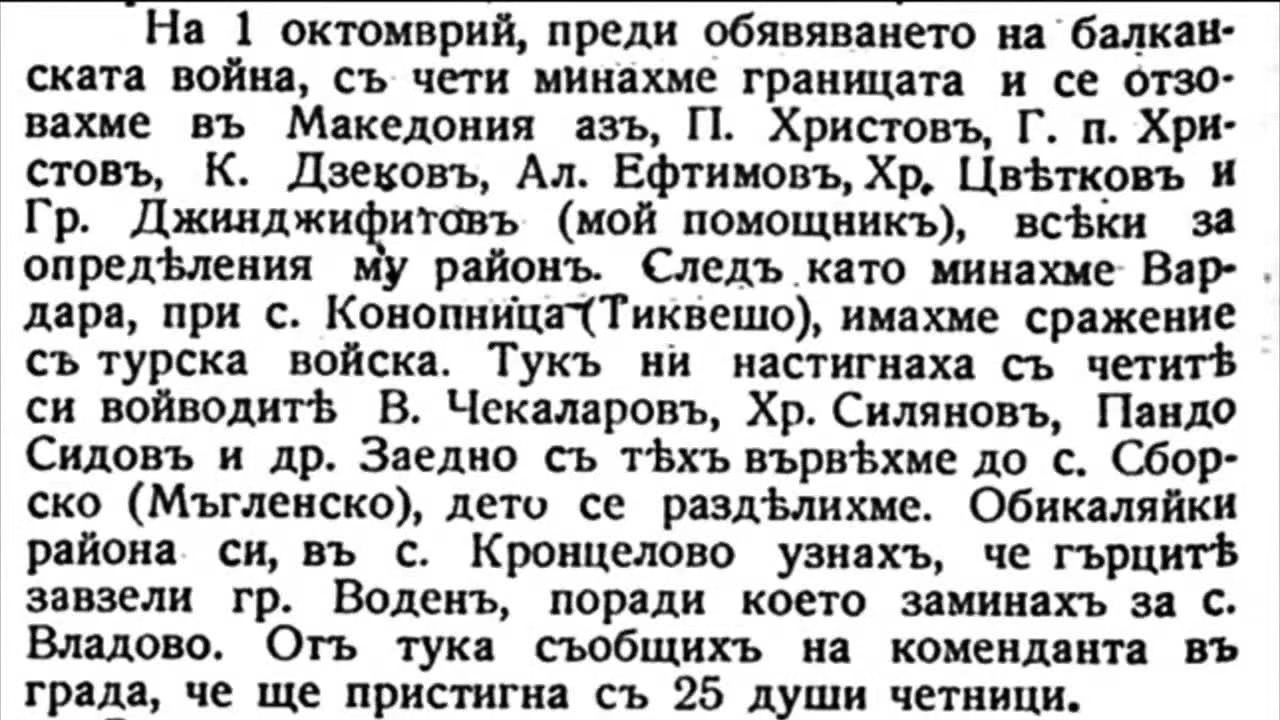 На 1 октомврий, преди обявяването на балкан-
ската война, съ чети минахме границата и се отзо-
вахме въ Македония азъ, П. Христовъ, Г. п. Хри-
стовъ, К. Дзековъ, Ал. Ефтимовъ, Хр. Цвѣтковъ и
Гр. Джинджифитовъ (мой помощникъ), всѣки за
опредѣления му районъ. Следъ като минахме Вар-
дара, при с. Конопница (Тиквешо), имахме сражение
съ турска войска. Тукъ ни настигнаха съ четитѣ
си войводитѣ В. Чекаларовъ, Хр. Силяновъ, Пандо
Сидовъ и др. Заедно съ тѣхъ вървѣхме до с. Сбор-
ско (Мъгленско), дето се раздѣлихме. Обикаляйки
района си, въ с. Кронцелово узнахъ, че гърцитѣ
завзели гр. Воденъ, поради което заминахъ за с.
Владово. Отъ тука съобщихъ на коменданта въ
града, че ще пристигна съ 25 души четници.